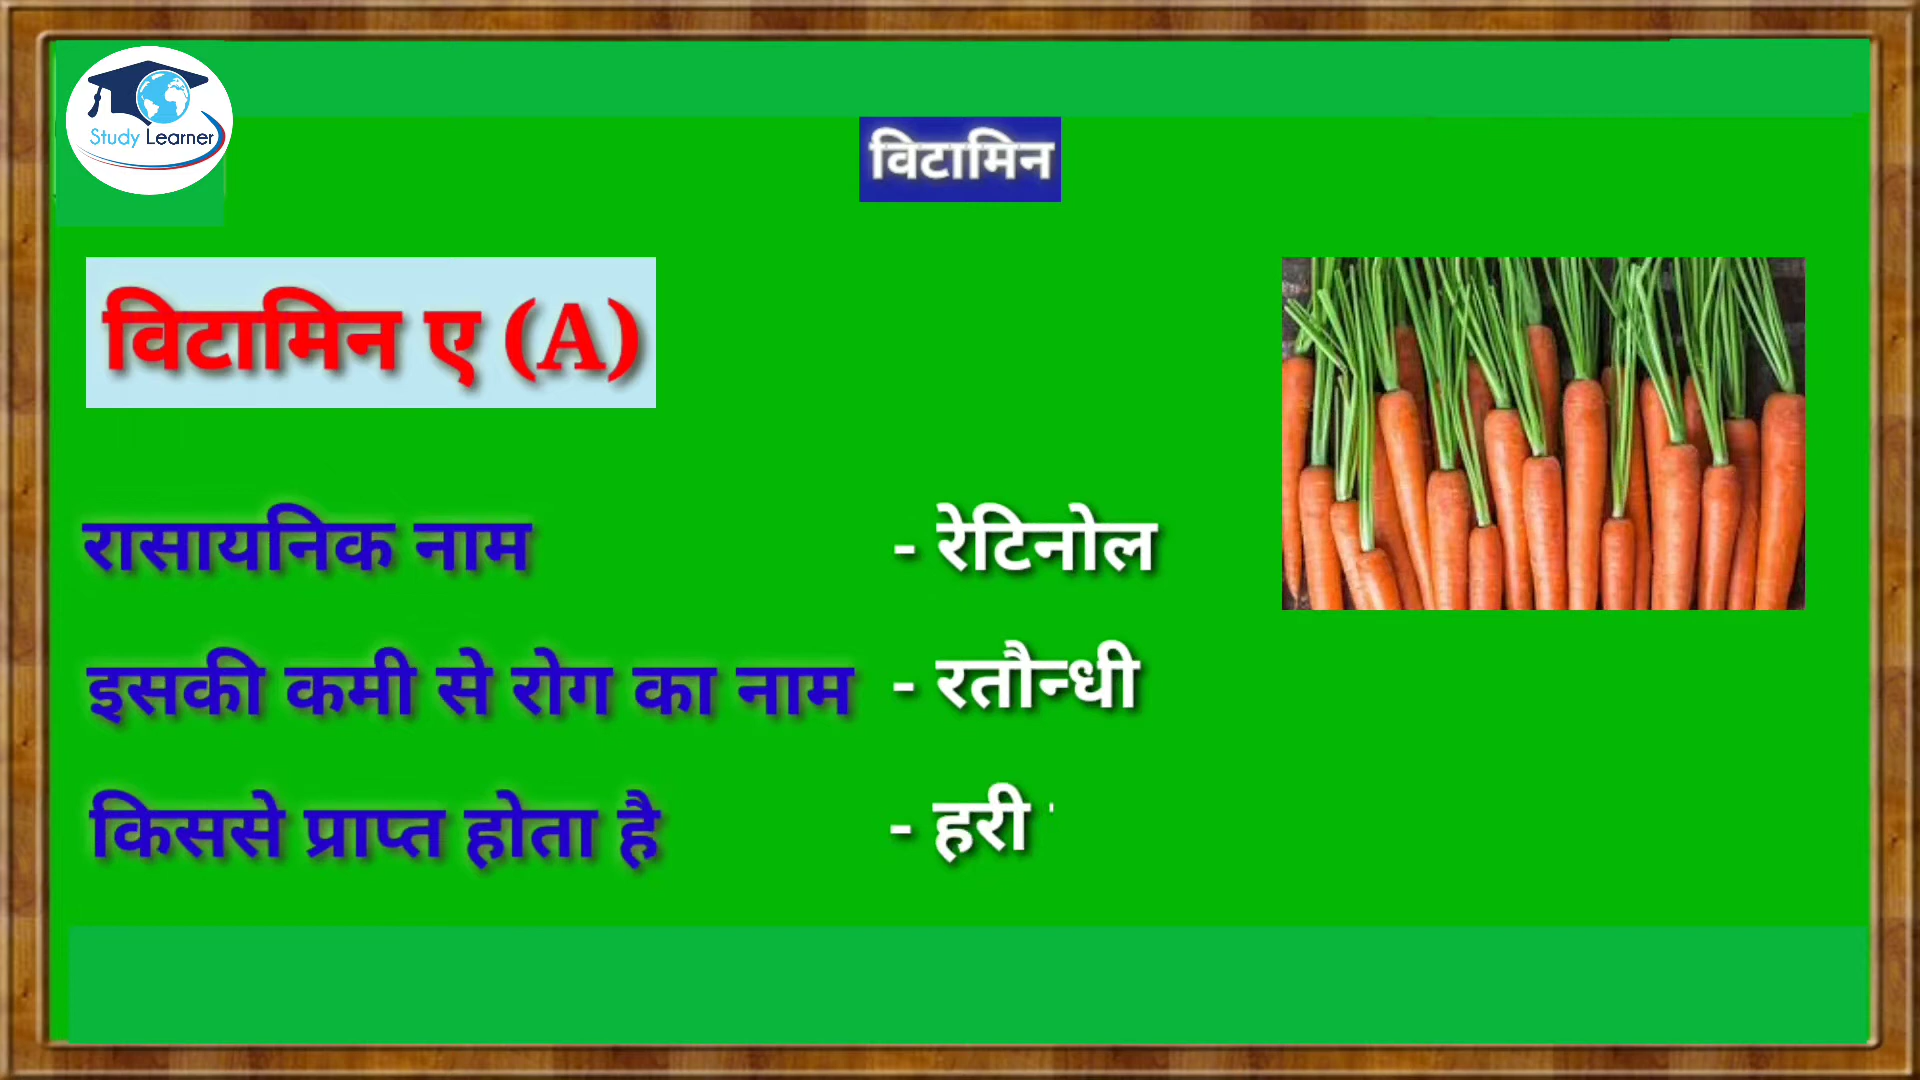 Study Learner
विटामिन
विटामिन ए (A)
रासायनिक नाम - रेटिनोल
इसकी कमी से रोग का नाम - रतौन्धी
किससे प्राप्त होता है - हरी